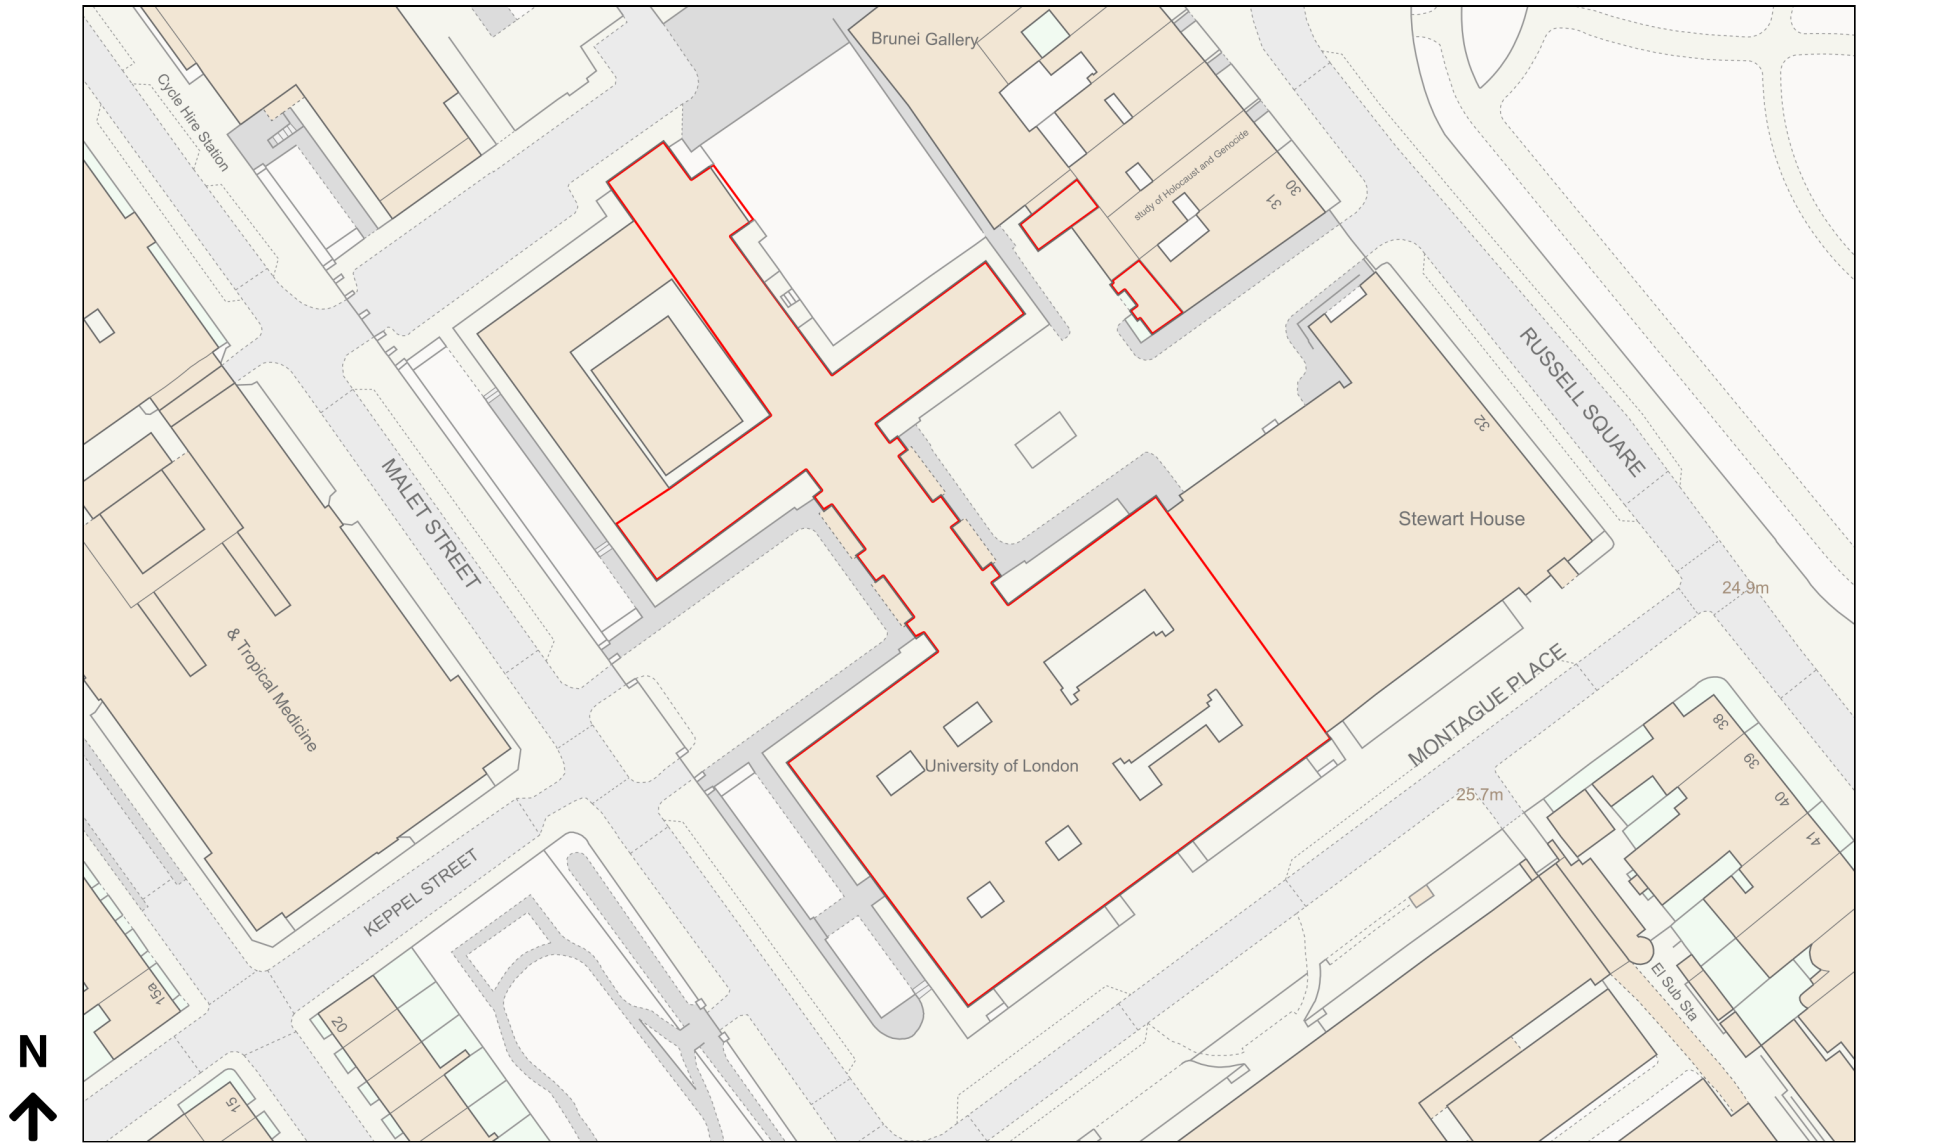 Brunei Gallery
Cycle Hire Station
study of Holocaust and Genocide
30
31
RUSSELL SQUARE
32
MALET STREET
Stewart House
24.9m
& Tropical Medicine
MONTAGUE PLACE
38
39
University of London
25.7m
40
41
KEPPEL STREET
15a
El Sub Sta
20
N
15